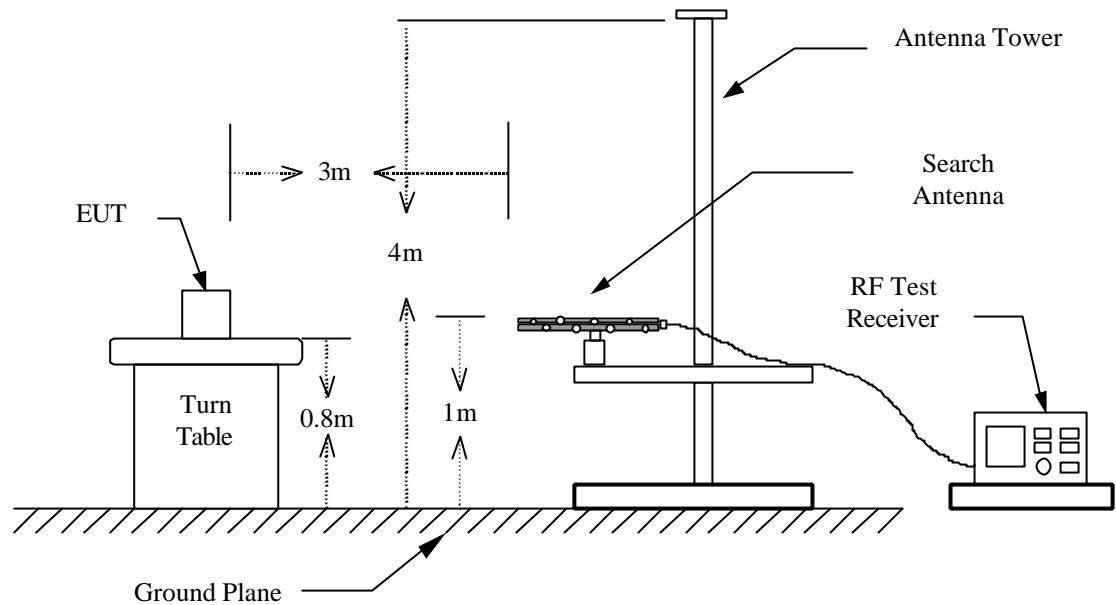 Antenna Tower
3m
Search
Antenna
EUT
4m
RF Test
Receiver
Turn
Table
0.8m
1m
Ground Plane